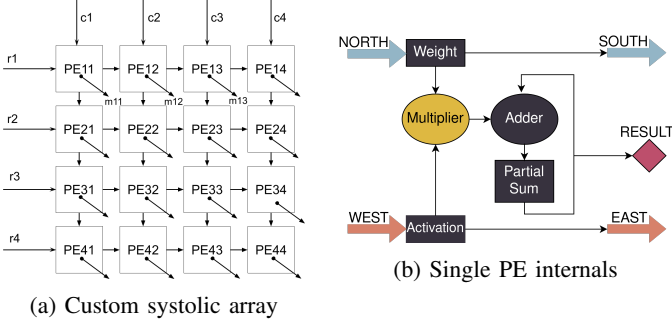 c1 c2 c3 c4
r1 PE11 PE12 PE13 PE14
m11 m12 m13
r2 PE21 PE22 PE23 PE24
r3 PE31 PE32 PE33 PE34
r4 PE41 PE42 PE43 PE44
(a) Custom systolic array
NORTH Weight SOUTH
Multiplier Adder
RESULT
Partial
Sum
WEST Activation EAST
(b) Single PE internals